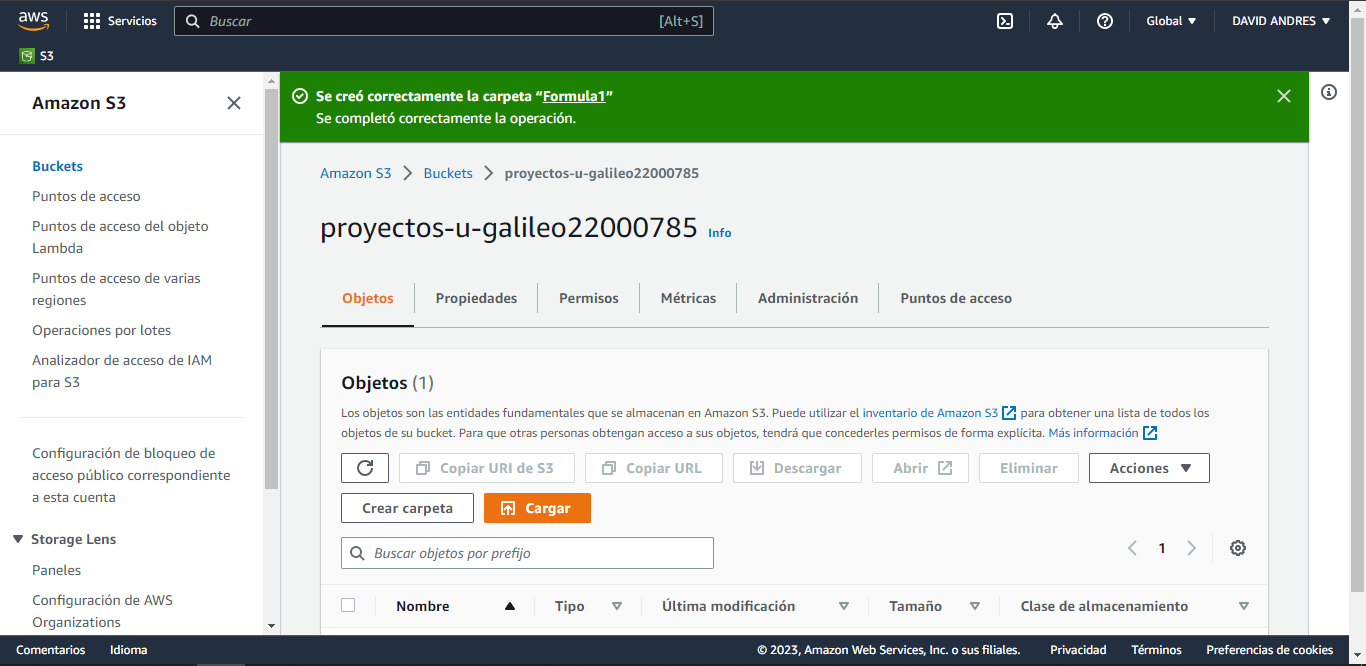 aws
Servicios
Buscar
[Alt+S]
Global
DAVID ANDRES
S3
Amazon S3
Buckets
Puntos de acceso
Puntos de acceso del objeto
Lambda
Puntos de acceso de varias
regiones
Operaciones por lotes
Analizador de acceso de IAM
para S3
Configuración de bloqueo de
acceso público correspondiente
a esta cuenta
Storage Lens
Paneles
Configuración de AWS
Organizations
Se creó correctamente la carpeta “Formula1”
Se completó correctamente la operación.
Amazon S3
Buckets
proyectos-u-galileo22000785
proyectos-u-galileo22000785 Info
Objetos
Propiedades
Permisos
Métricas
Administración
Puntos de acceso
Objetos (1)
Los objetos son las entidades fundamentales que se almacenan en Amazon S3. Puede utilizar el inventario de Amazon S3 para obtener una lista de todos los
objetos de su bucket. Para que otras personas obtengan acceso a sus objetos, tendrá que concederles permisos de forma explícita. Más información
Copiar URI de S3
Copiar URL
Descargar
Abrir
Eliminar
Acciones
Crear carpeta
Cargar
Buscar objetos por prefijo
1
Nombre
Tipo
Última modificación
Tamaño
Clase de almacenamiento
Comentarios
Idioma
© 2023, Amazon Web Services, Inc. o sus filiales.
Privacidad
Términos
Preferencias de cookies